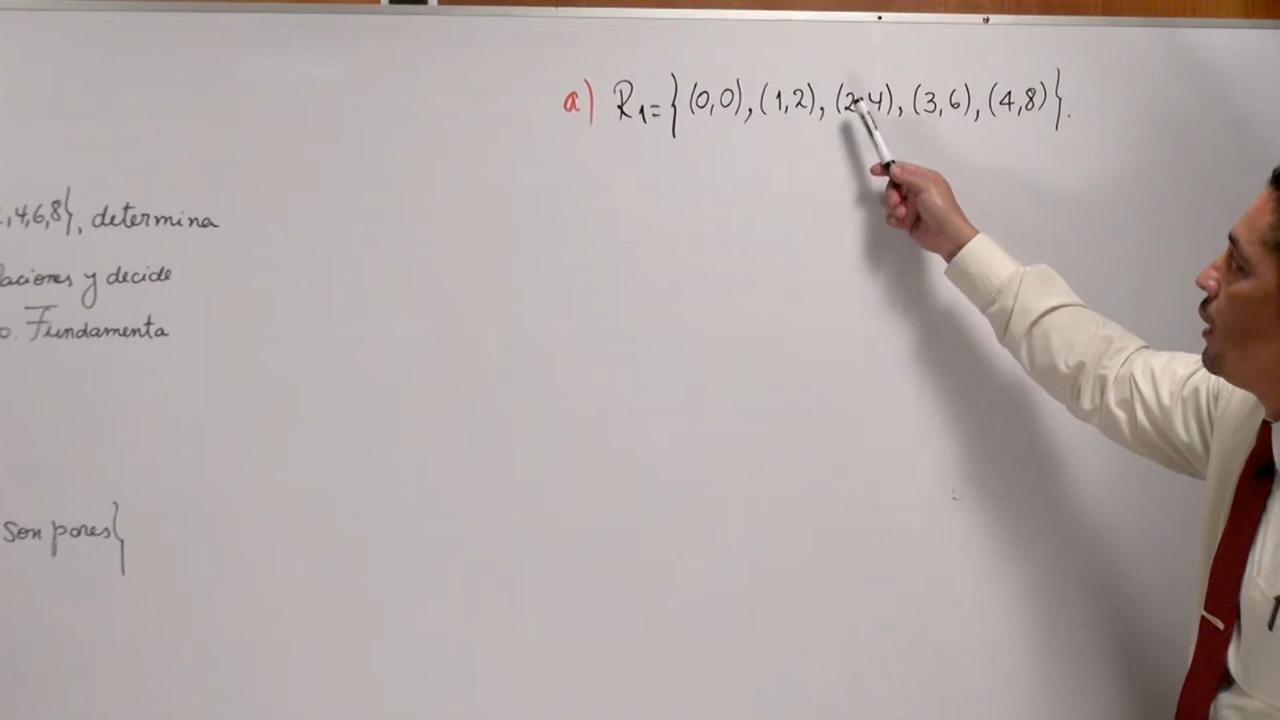 a) R₁ = {(0,0), (1,2), (2,4), (3,6), (4,8)}.
,4,6,8}, determina
laciones y decide
o. Fundamenta
son pares}